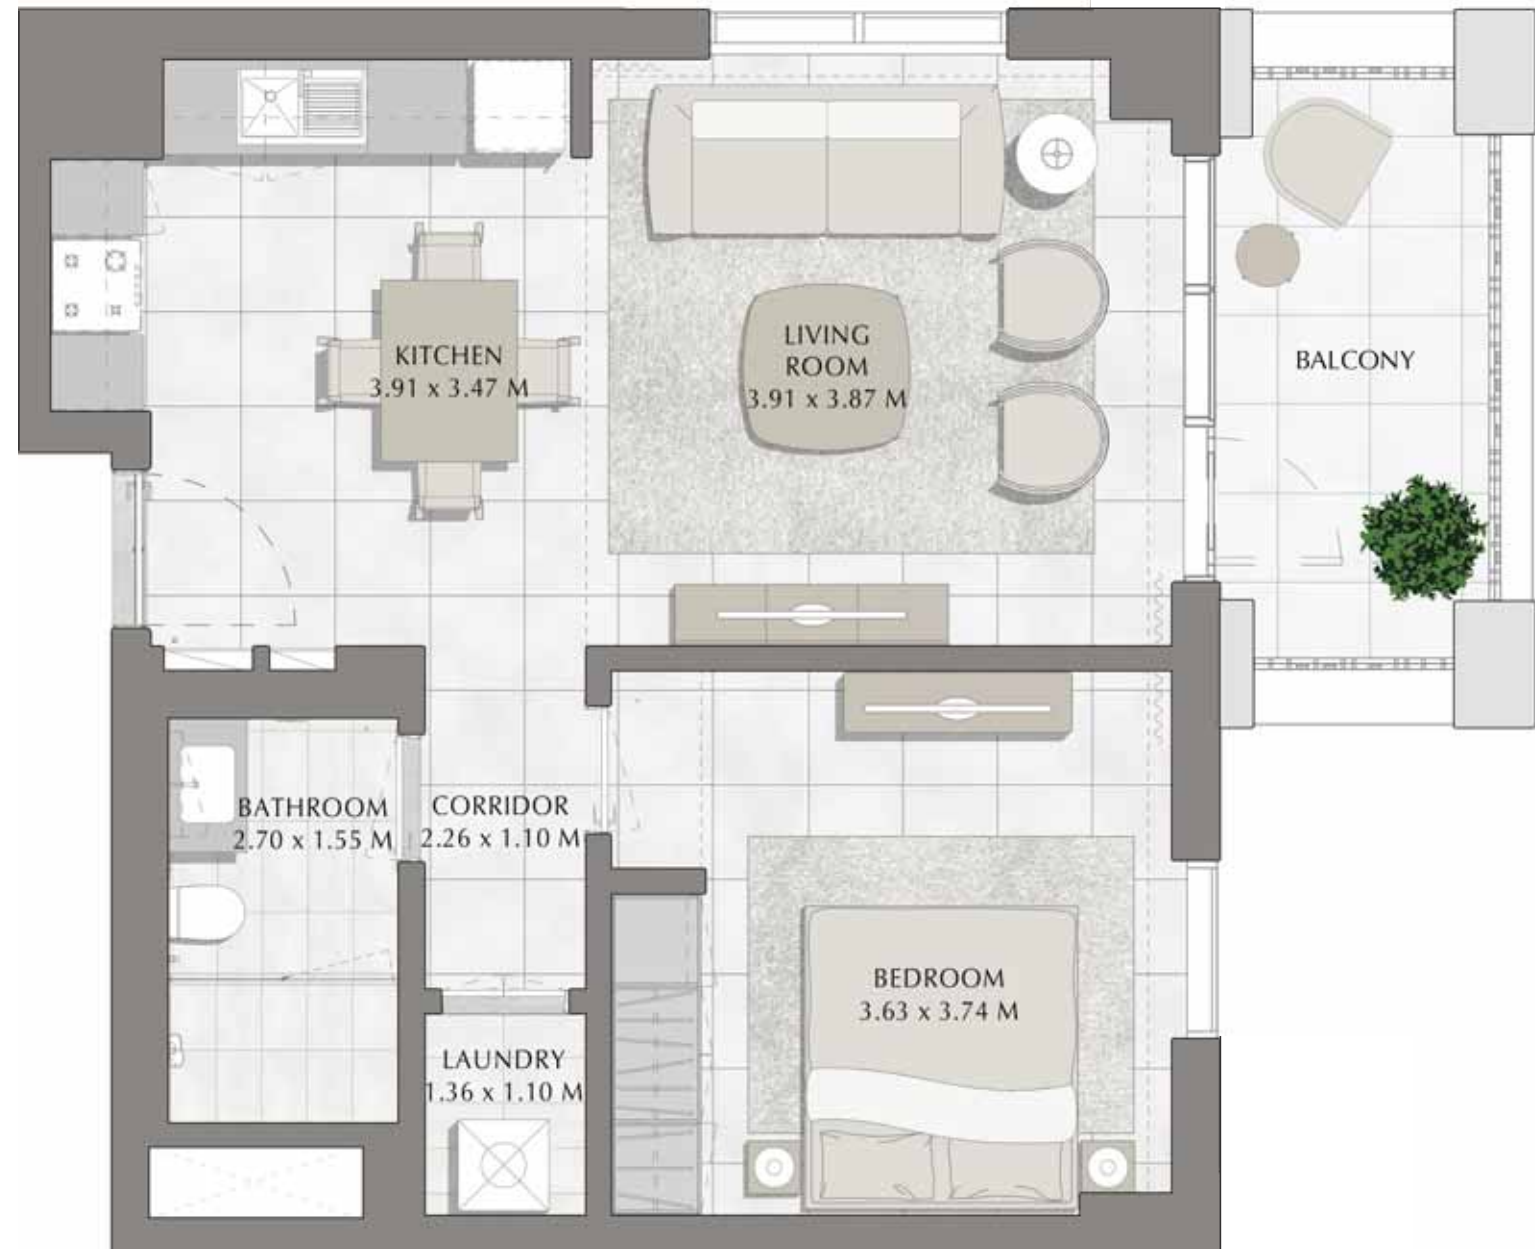 KITCHEN
3.91 x 3.47 M
LIVING
ROOM
3.91 x 3.87 M
BALCONY
BATHROOM
2.70 x 1.55 M
CORRIDOR
2.26 x 1.10 M
BEDROOM
3.63 x 3.74 M
LAUNDRY
1.36 x 1.10 M